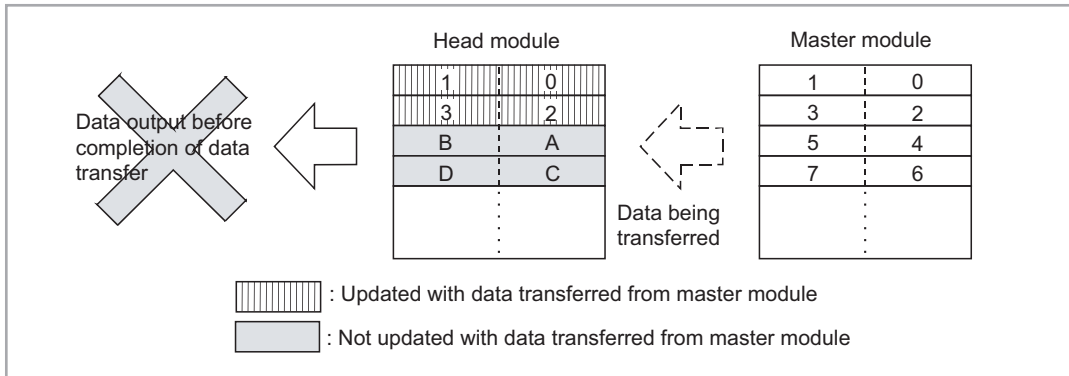 Head module
Master module
1 0
3 2
B A
D C
1 0
3 2
5 4
7 6
Data output before
completion of data
transfer
Data being
transferred
: Updated with data transferred from master module
: Not updated with data transferred from master module